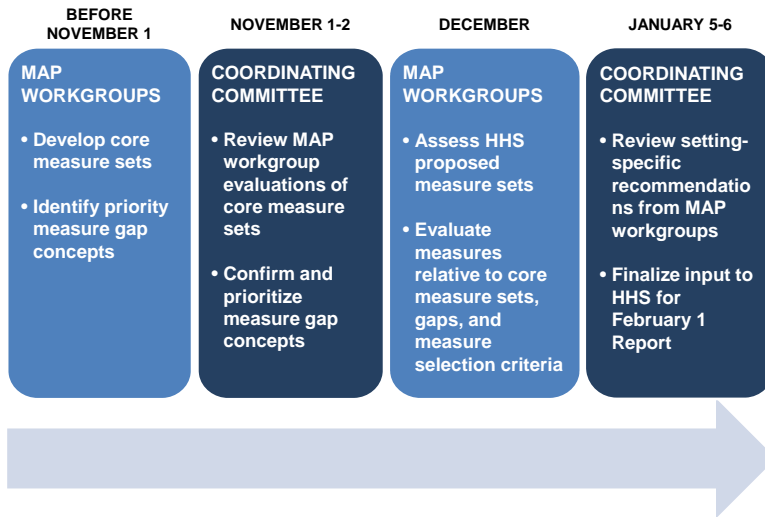 BEFORE
NOVEMBER 1
MAP
WORKGROUPS
• Develop core
measure sets
• Identify priority
measure gap
concepts
NOVEMBER 1-2
COORDINATING
COMMITTEE
• Review MAP
workgroup
evaluations of
core measure
sets
• Confirm and
prioritize
measure gap
concepts
DECEMBER
MAP
WORKGROUPS
• Assess HHS
proposed
measure sets
• Evaluate
measures
relative to core
measure sets,
gaps, and
measure
selection criteria
JANUARY 5-6
COORDINATING
COMMITTEE
• Review setting-
specific
recommendatio
ns from MAP
workgroups
• Finalize input to
HHS for
February 1
Report